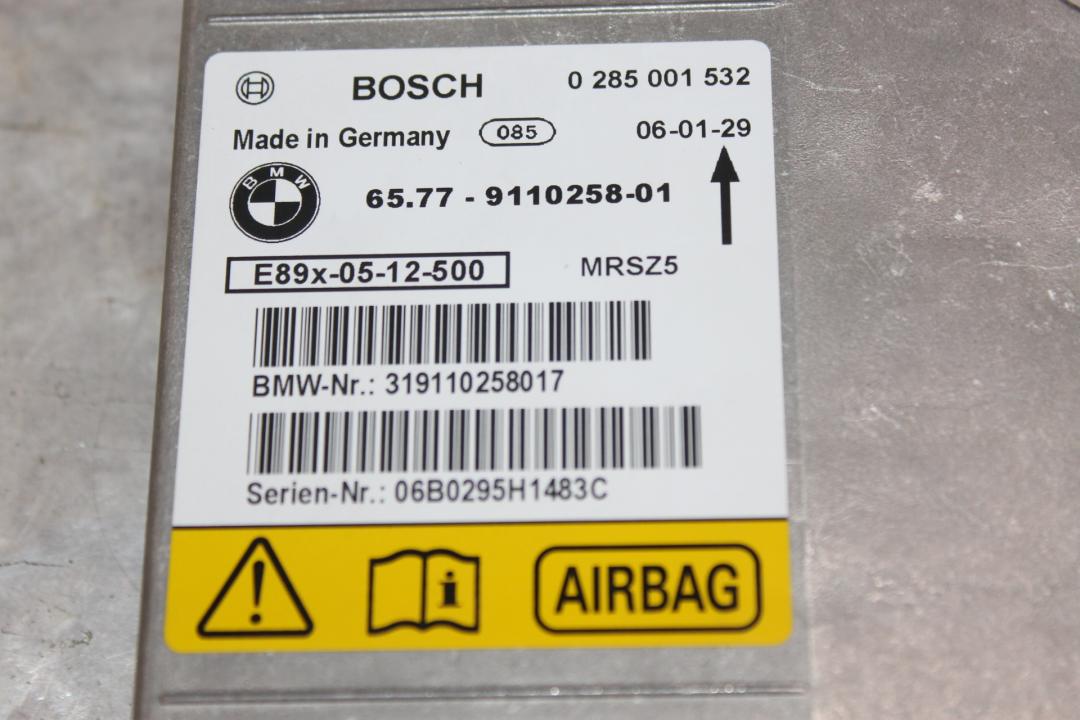 BOSCH 0 285 001 532
Made in Germany 085 06-01-29
BMW 65.77 - 9110258-01
E89x-05-12-500 MRSZ5
BMW-Nr.: 319110258017
Serien-Nr.: 06B0295H1483C
AIRBAG